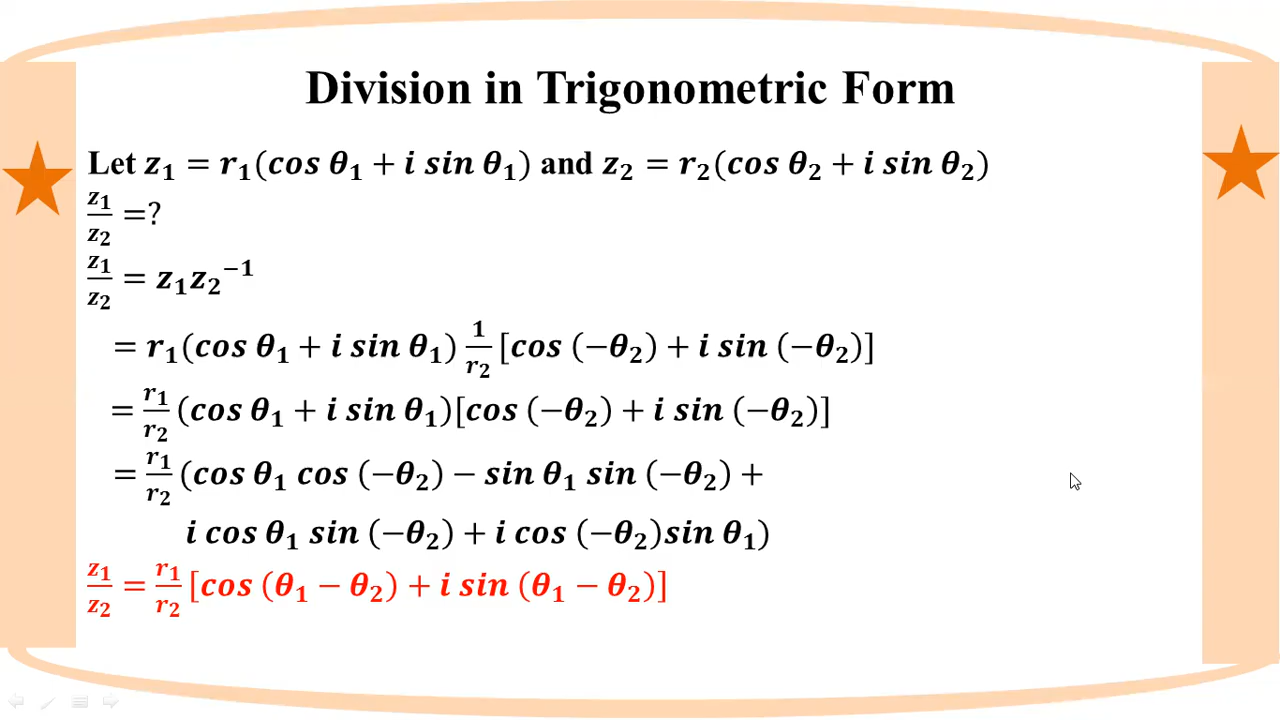 Division in Trigonometric Form
Let z₁ = r₁(cos θ₁ + i sin θ₁) and z₂ = r₂(cos θ₂ + i sin θ₂)
z₁/z₂ =?
z₁/z₂ = z₁z₂⁻¹
= r₁(cos θ₁ + i sin θ₁) 1/r₂ [cos (−θ₂) + i sin (−θ₂)]
= r₁/r₂ (cos θ₁ + i sin θ₁)[cos (−θ₂) + i sin (−θ₂)]
= r₁/r₂ (cos θ₁ cos (−θ₂) − sin θ₁ sin (−θ₂) +
i cos θ₁ sin (−θ₂) + i cos (−θ₂)sin θ₁)
z₁/z₂ = r₁/r₂ [cos (θ₁ − θ₂) + i sin (θ₁ − θ₂)]